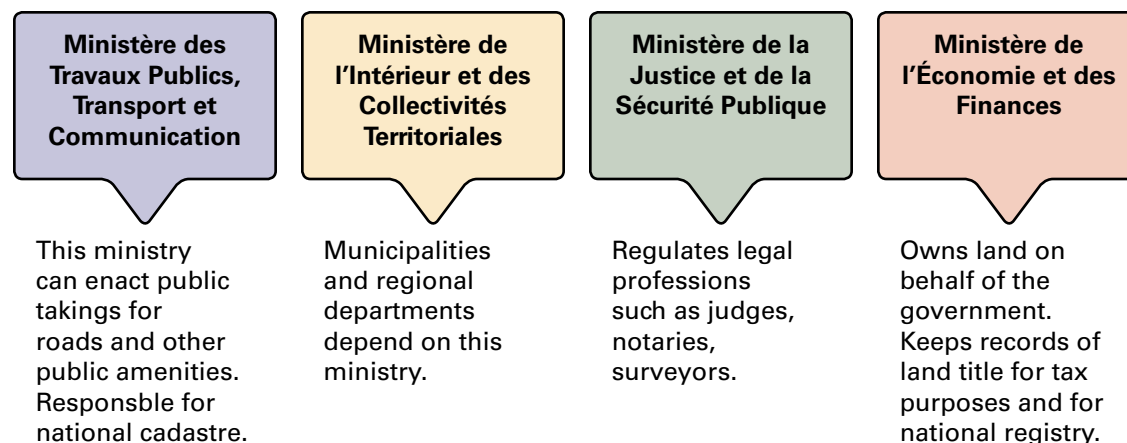 Ministère des
Travaux Publics,
Transport et
Communication
This ministry
can enact public
takings for
roads and other
public amenities.
Responsble for
national cadastre.
Ministère de
l’Intérieur et des
Collectivités
Territoriales
Municipalities
and regional
departments
depend on this
ministry.
Ministère de la
Justice et de la
Sécurité Publique
Regulates legal
professions
such as judges,
notaries,
surveyors.
Ministère de
l’Économie et des
Finances
Owns land on
behalf of the
government.
Keeps records of
land title for tax
purposes and for
national registry.